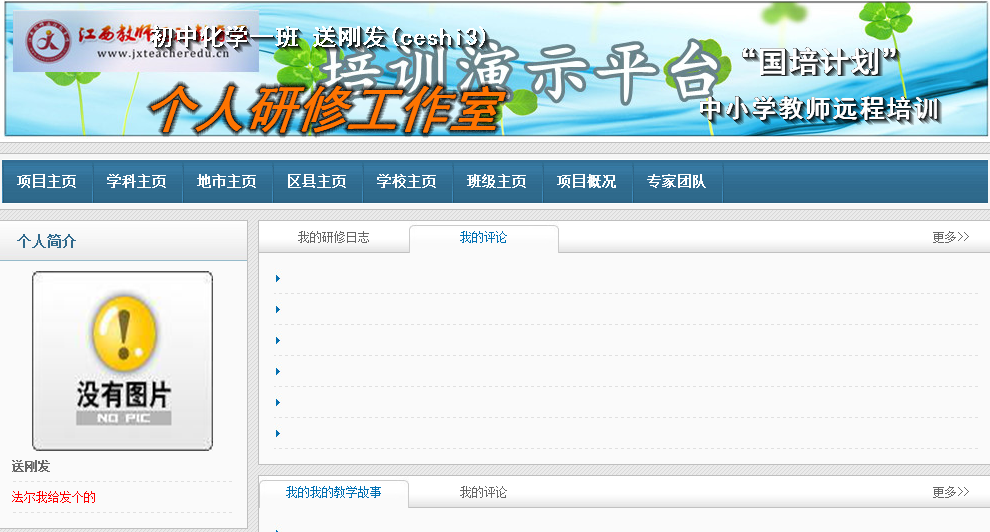 初中化学一班 送刚发(ceshi3)
www.jxteacheredu.cn
培训演示平台
“国培计划”
个人研修工作室
中小学教师远程培训
项目主页 学科主页 地市主页 区县主页 学校主页 班级主页 项目概况 专家团队
个人简介
我的研修日志 我的评论 更多>>
没有图片
NO PIC
送刚发
法尔我给发个的
我的我的教学故事 我的评论 更多>>